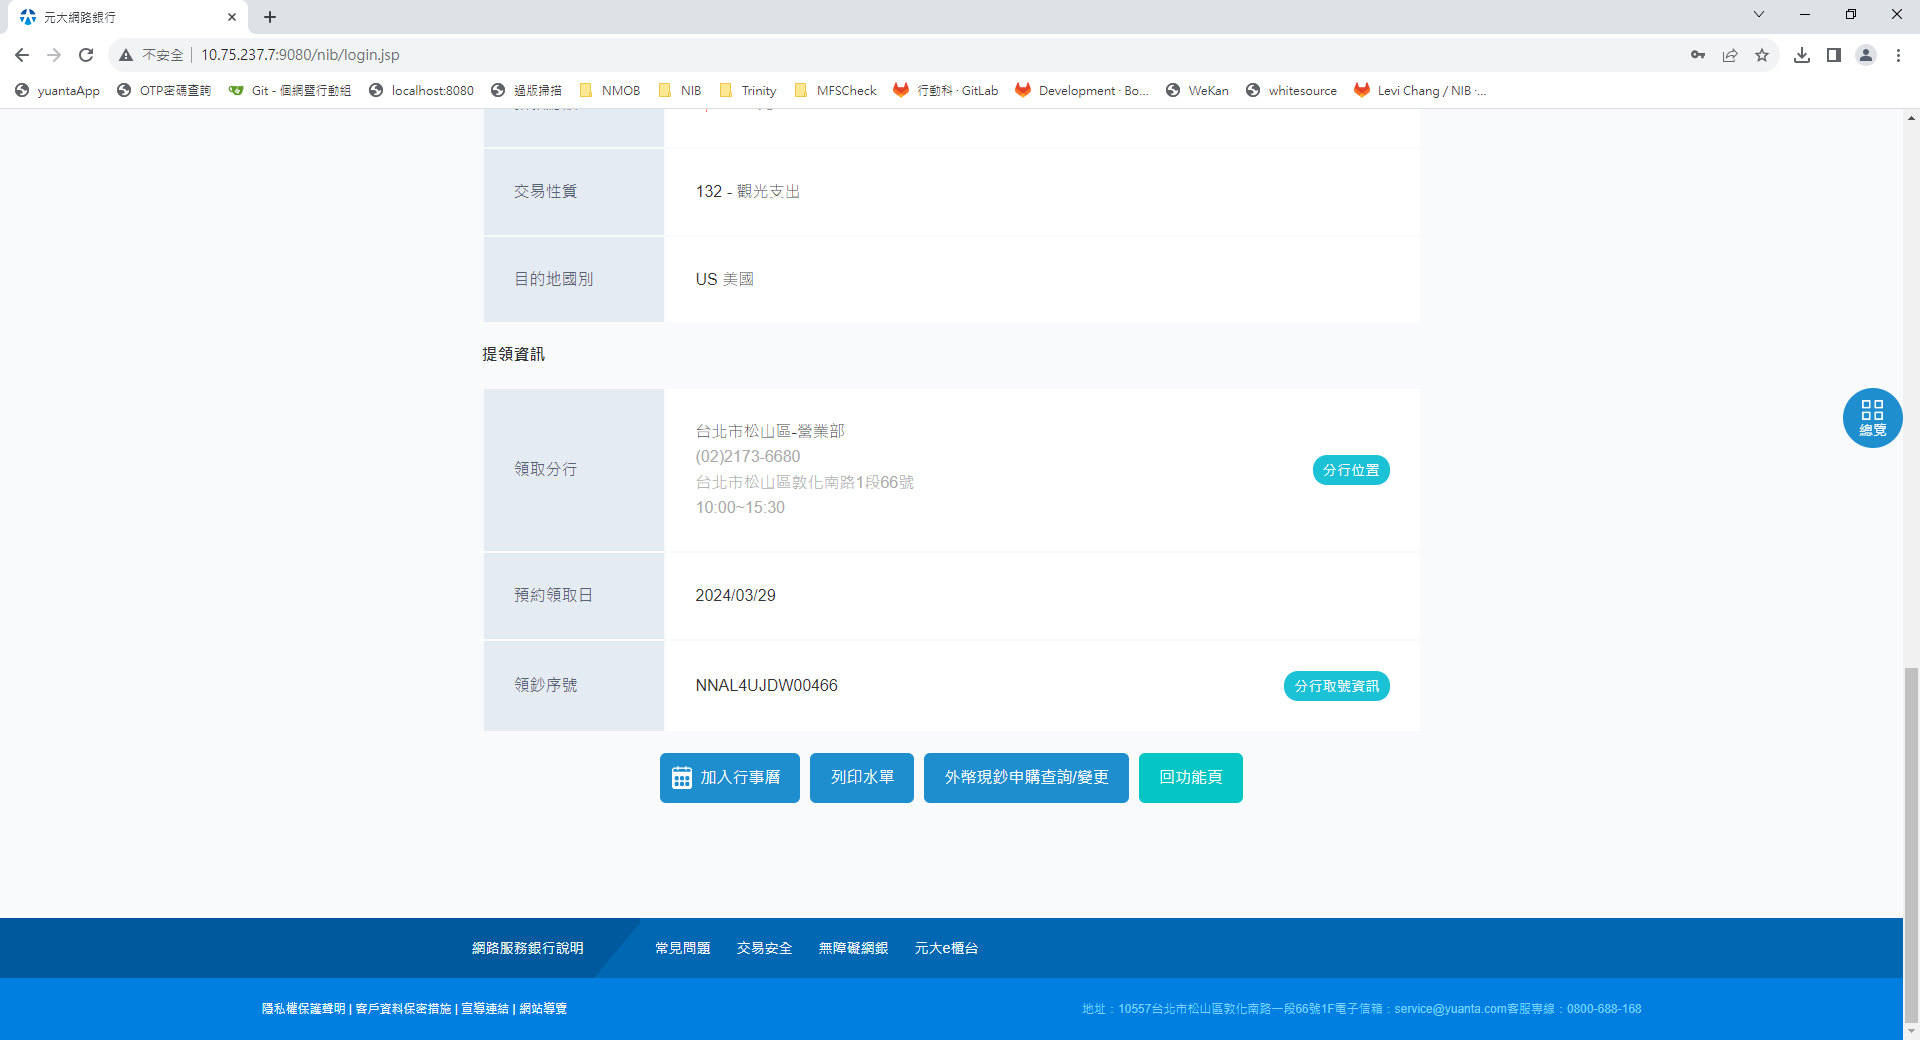 元大網路銀行
不安全
10.75.237.7:9080/nib/login.jsp
yuantaApp
OTP密碼查詢
Git - 個網暨行動組
localhost:8080
過版掃描
NMOB
NIB
Trinity
MFSCheck
行動科 · GitLab
Development · Bo...
WeKan
whitesource
Levi Chang / NIB ·...
交易性質
132 - 觀光支出
目的地國別
US 美國
提領資訊
領取分行
台北市松山區-營業部
(02)2173-6680
台北市松山區敦化南路1段66號
10:00~15:30
分行位置
總覽
預約領取日
2024/03/29
領鈔序號
NNAL4UJDW00466
分行取號資訊
加入行事曆
列印水單
外幣現鈔申購查詢/變更
回功能頁
網路服務銀行說明
常見問題
交易安全
無障礙網銀
元大e櫃台
隱私權保護聲明 | 客戶資料保密措施 | 宣導連結 | 網站導覽
地址：10557台北市松山區敦化南路一段66號1F電子信箱：service@yuanta.com客服專線：0800-688-168